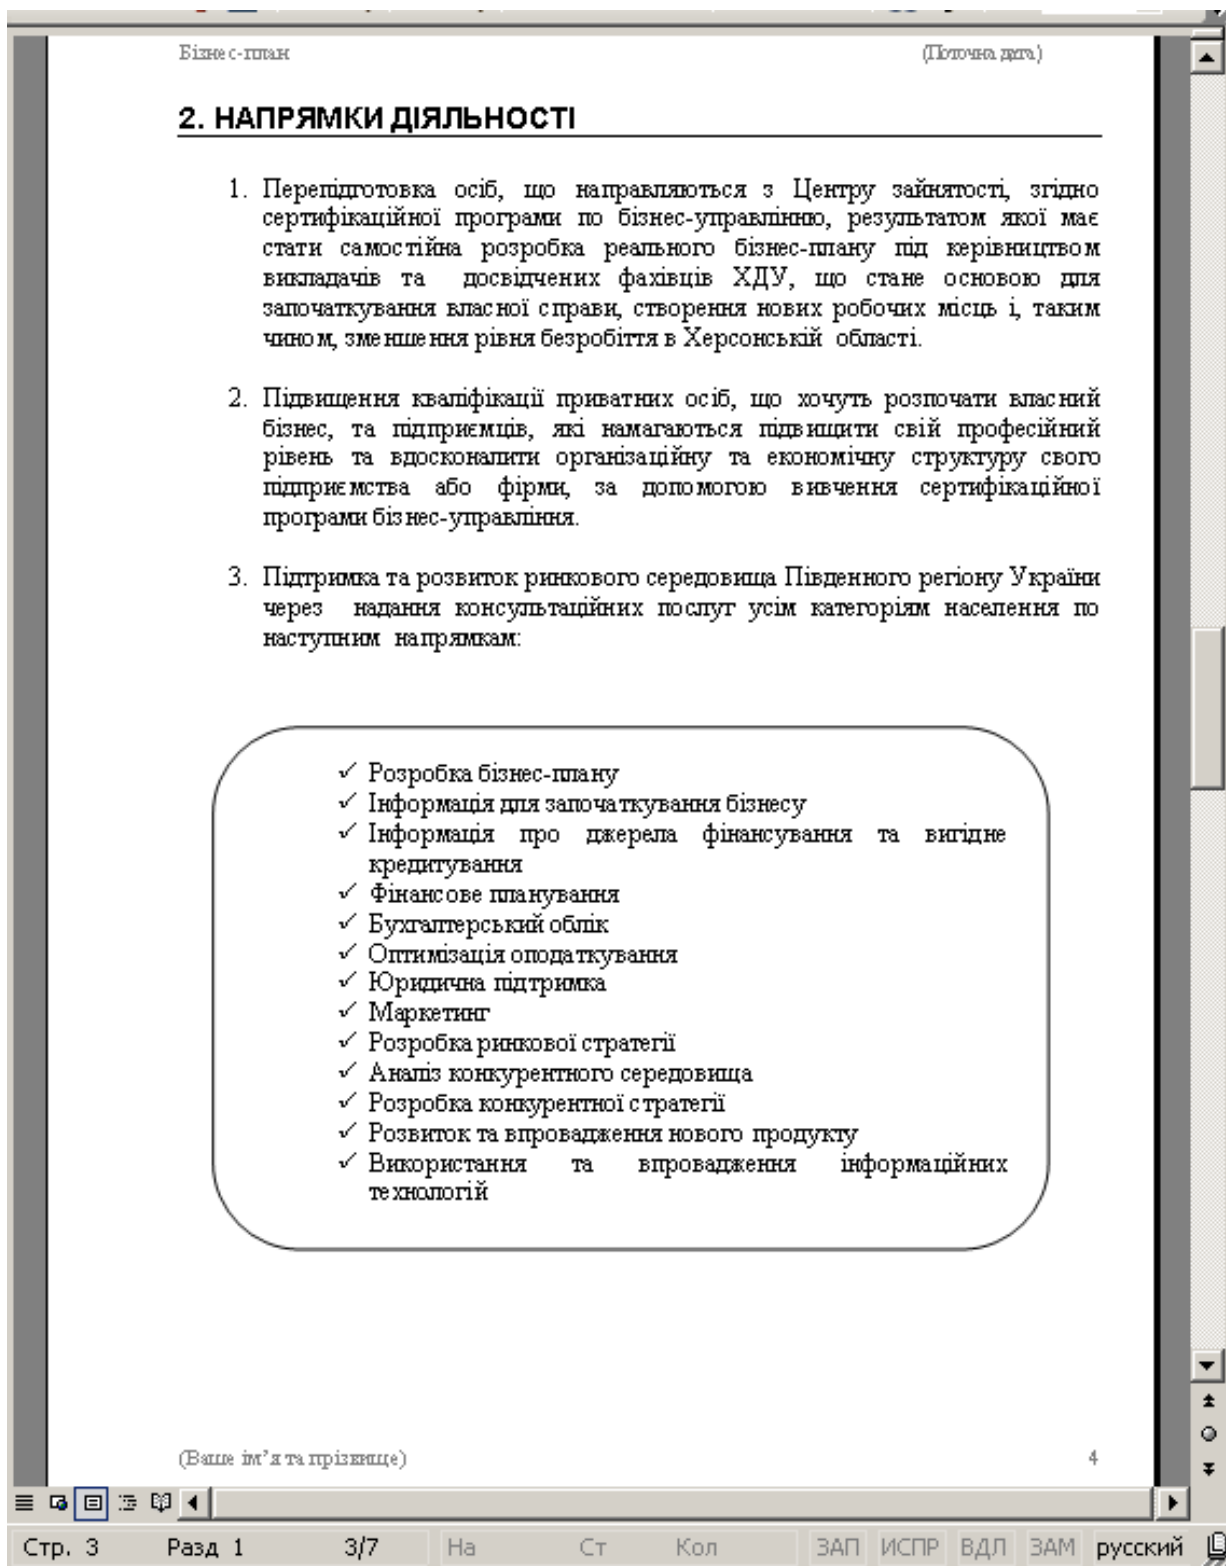 Бізнес-план (Поточна дата)
2. НАПРЯМКИ ДІЯЛЬНОСТІ
1. Перепідготовка осіб, що направляються з Центру зайнятості, згідно
сертифікаційної програми по бізнес-управлінню, результатом якої має
стати самостійна розробка реального бізнес-плану під керівництвом
викладачів та досвідчених фахівців ХДУ, що стане основою для
започаткування власної справи, створення нових робочих місць і, таким
чином, зменшення рівня безробіття в Херсонській області.
2. Підвищення кваліфікації приватних осіб, що хочуть розпочати власний
бізнес, та підприємців, які намагаються підвищити свій професійний
рівень та вдосконалити організаційну та економічну структуру свого
підприємства або фірми, за допомогою вивчення сертифікаційної
програми бізнес-управління.
3. Підтримка та розвиток ринкового середовища Південного регіону України
через надання консультаційних послуг усім категоріям населення по
наступним напрямкам:
✓ Розробка бізнес-плану
✓ Інформація для започаткування бізнесу
✓ Інформація про джерела фінансування та вигідне
кредитування
✓ Фінансове планування
✓ Бухгалтерський облік
✓ Оптимізація оподаткування
✓ Юридична підтримка
✓ Маркетинг
✓ Розробка ринкової стратегії
✓ Аналіз конкурентного середовища
✓ Розробка конкурентної стратегії
✓ Розвиток та впровадження нового продукту
✓ Використання та впровадження інформаційних
технологій
(Ваше ім’я та прізвище) 4
Стр. 3 Разд 1 3/7 На Ст Кол ЗАП ИСПР ВДЛ ЗАМ русский